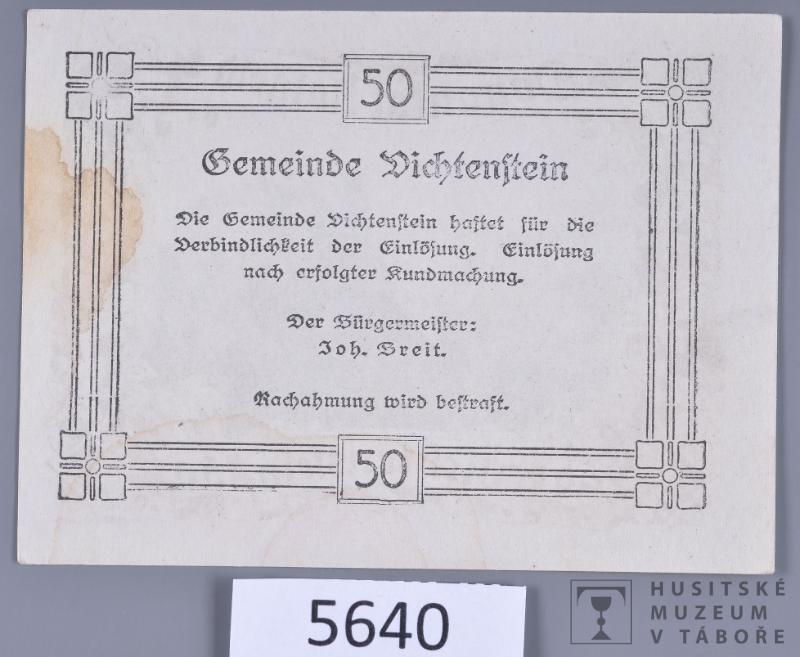 50
Gemeinde Vichtenstein
Die Gemeinde Vichtenstein haftet für die
Verbindlichkeit der Einlösung. Einlösung
nach erfolgter Kundmachung.
Der Bürgermeister:
Joh. Breit.
Nachahmung wird bestraft.
50
5640
HUSITSKÉ
MUZEUM
V TÁBOŘE